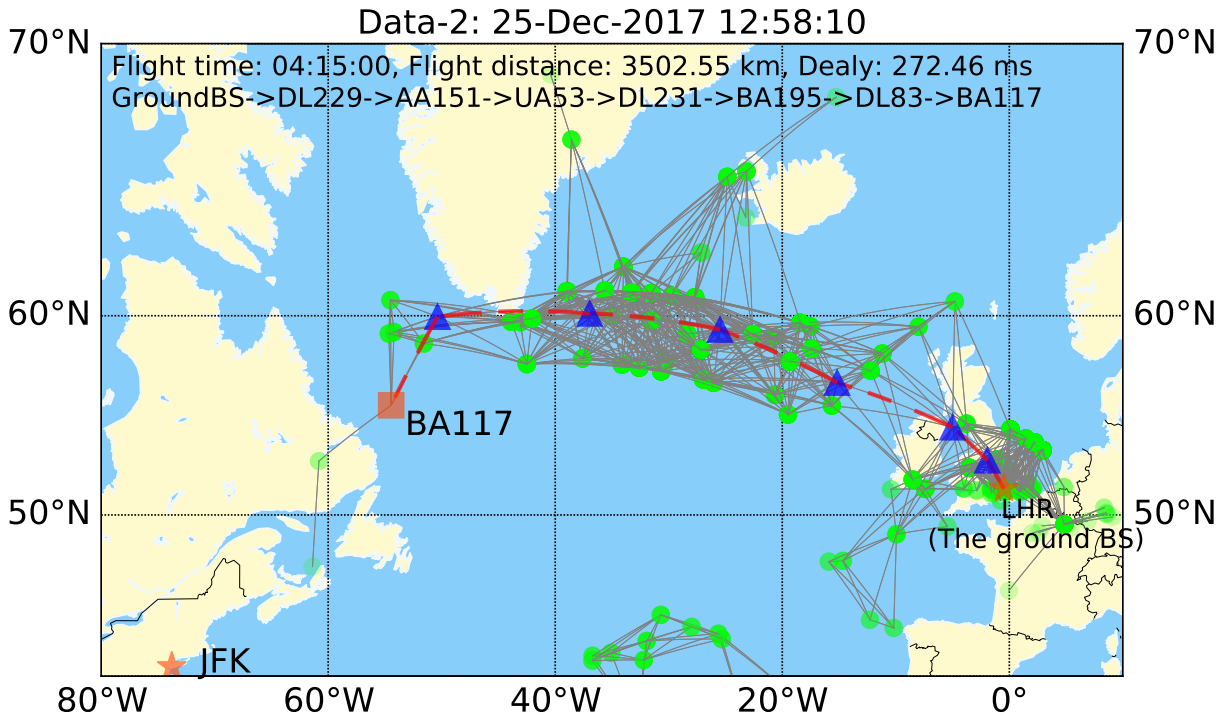 Data-2: 25-Dec-2017 12:58:10
70°N
70°N
Flight time: 04:15:00, Flight distance: 3502.55 km, Dealy: 272.46 ms
GroundBS->DL229->AA151->UA53->DL231->BA195->DL83->BA117
60°N
60°N
BA117
50°N
LHR
50°N
(The ground BS)
JFK
80°W
60°W
40°W
20°W
0°